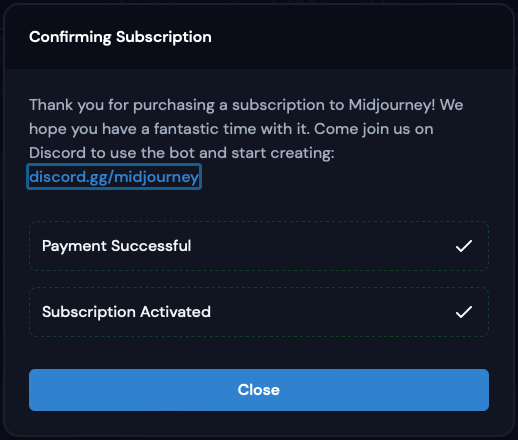 Confirming Subscription
Thank you for purchasing a subscription to Midjourney! We
hope you have a fantastic time with it. Come join us on
Discord to use the bot and start creating:
discord.gg/midjourney
Payment Successful
Subscription Activated
Close